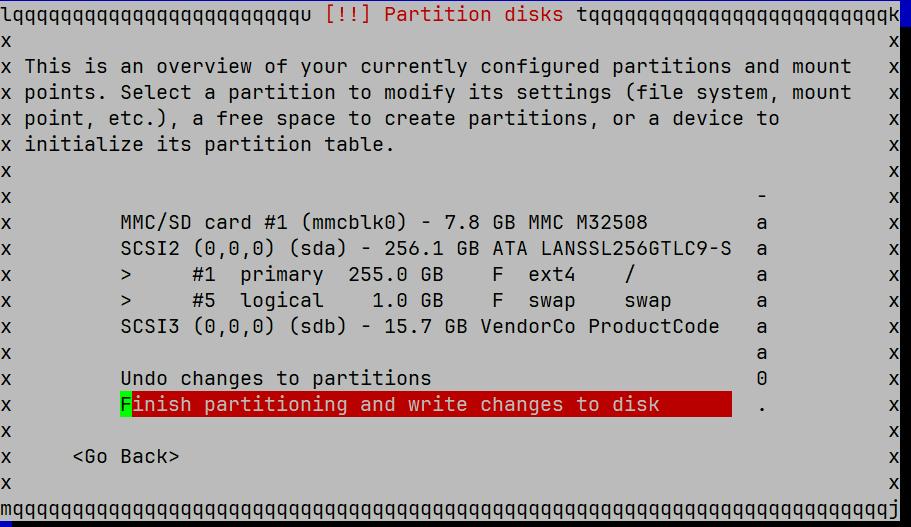 lqqqqqqqqqqqqqqqqqqqqqqqqu [!!] Partition disks tqqqqqqqqqqqqqqqqqqqqqqqqqk
x                                                                         x
x This is an overview of your currently configured partitions and mount   x
x points. Select a partition to modify its settings (file system, mount   x
x point, etc.), a free space to create partitions, or a device to         x
x initialize its partition table.                                         x
x                                                                         x
x                                                              -          x
x         MMC/SD card #1 (mmcblk0) - 7.8 GB MMC M32508         a          x
x         SCSI2 (0,0,0) (sda) - 256.1 GB ATA LANSSL256GTLC9-S  a          x
x         >     #1  primary  255.0 GB    F  ext4    /          a          x
x         >     #5  logical    1.0 GB    F  swap    swap       a          x
x         SCSI3 (0,0,0) (sdb) - 15.7 GB VendorCo ProductCode   a          x
x                                                              a          x
x         Undo changes to partitions                           0          x
x         Finish partitioning and write changes to disk        .          x
x                                                                         x
x     <Go Back>                                                           x
x                                                                         x
mqqqqqqqqqqqqqqqqqqqqqqqqqqqqqqqqqqqqqqqqqqqqqqqqqqqqqqqqqqqqqqqqqqqqqqqqqj